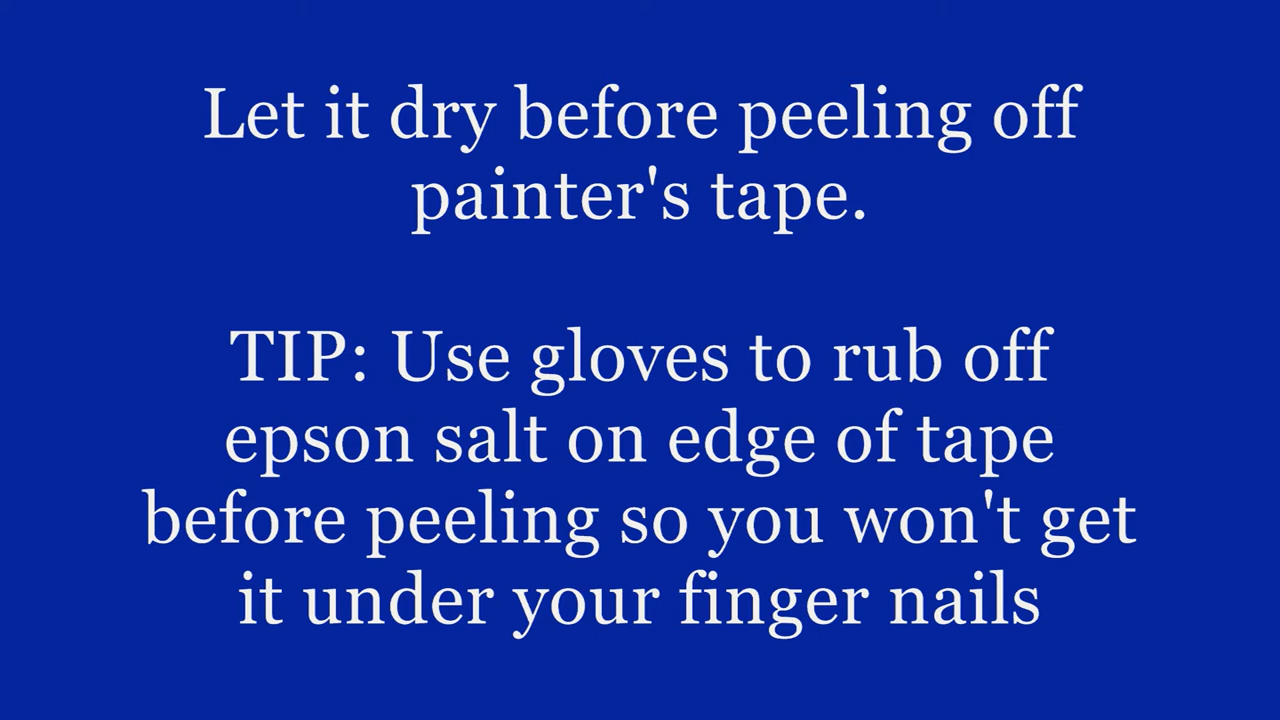 Let it dry before peeling off
painter's tape.
TIP: Use gloves to rub off
epson salt on edge of tape
before peeling so you won't get
it under your finger nails